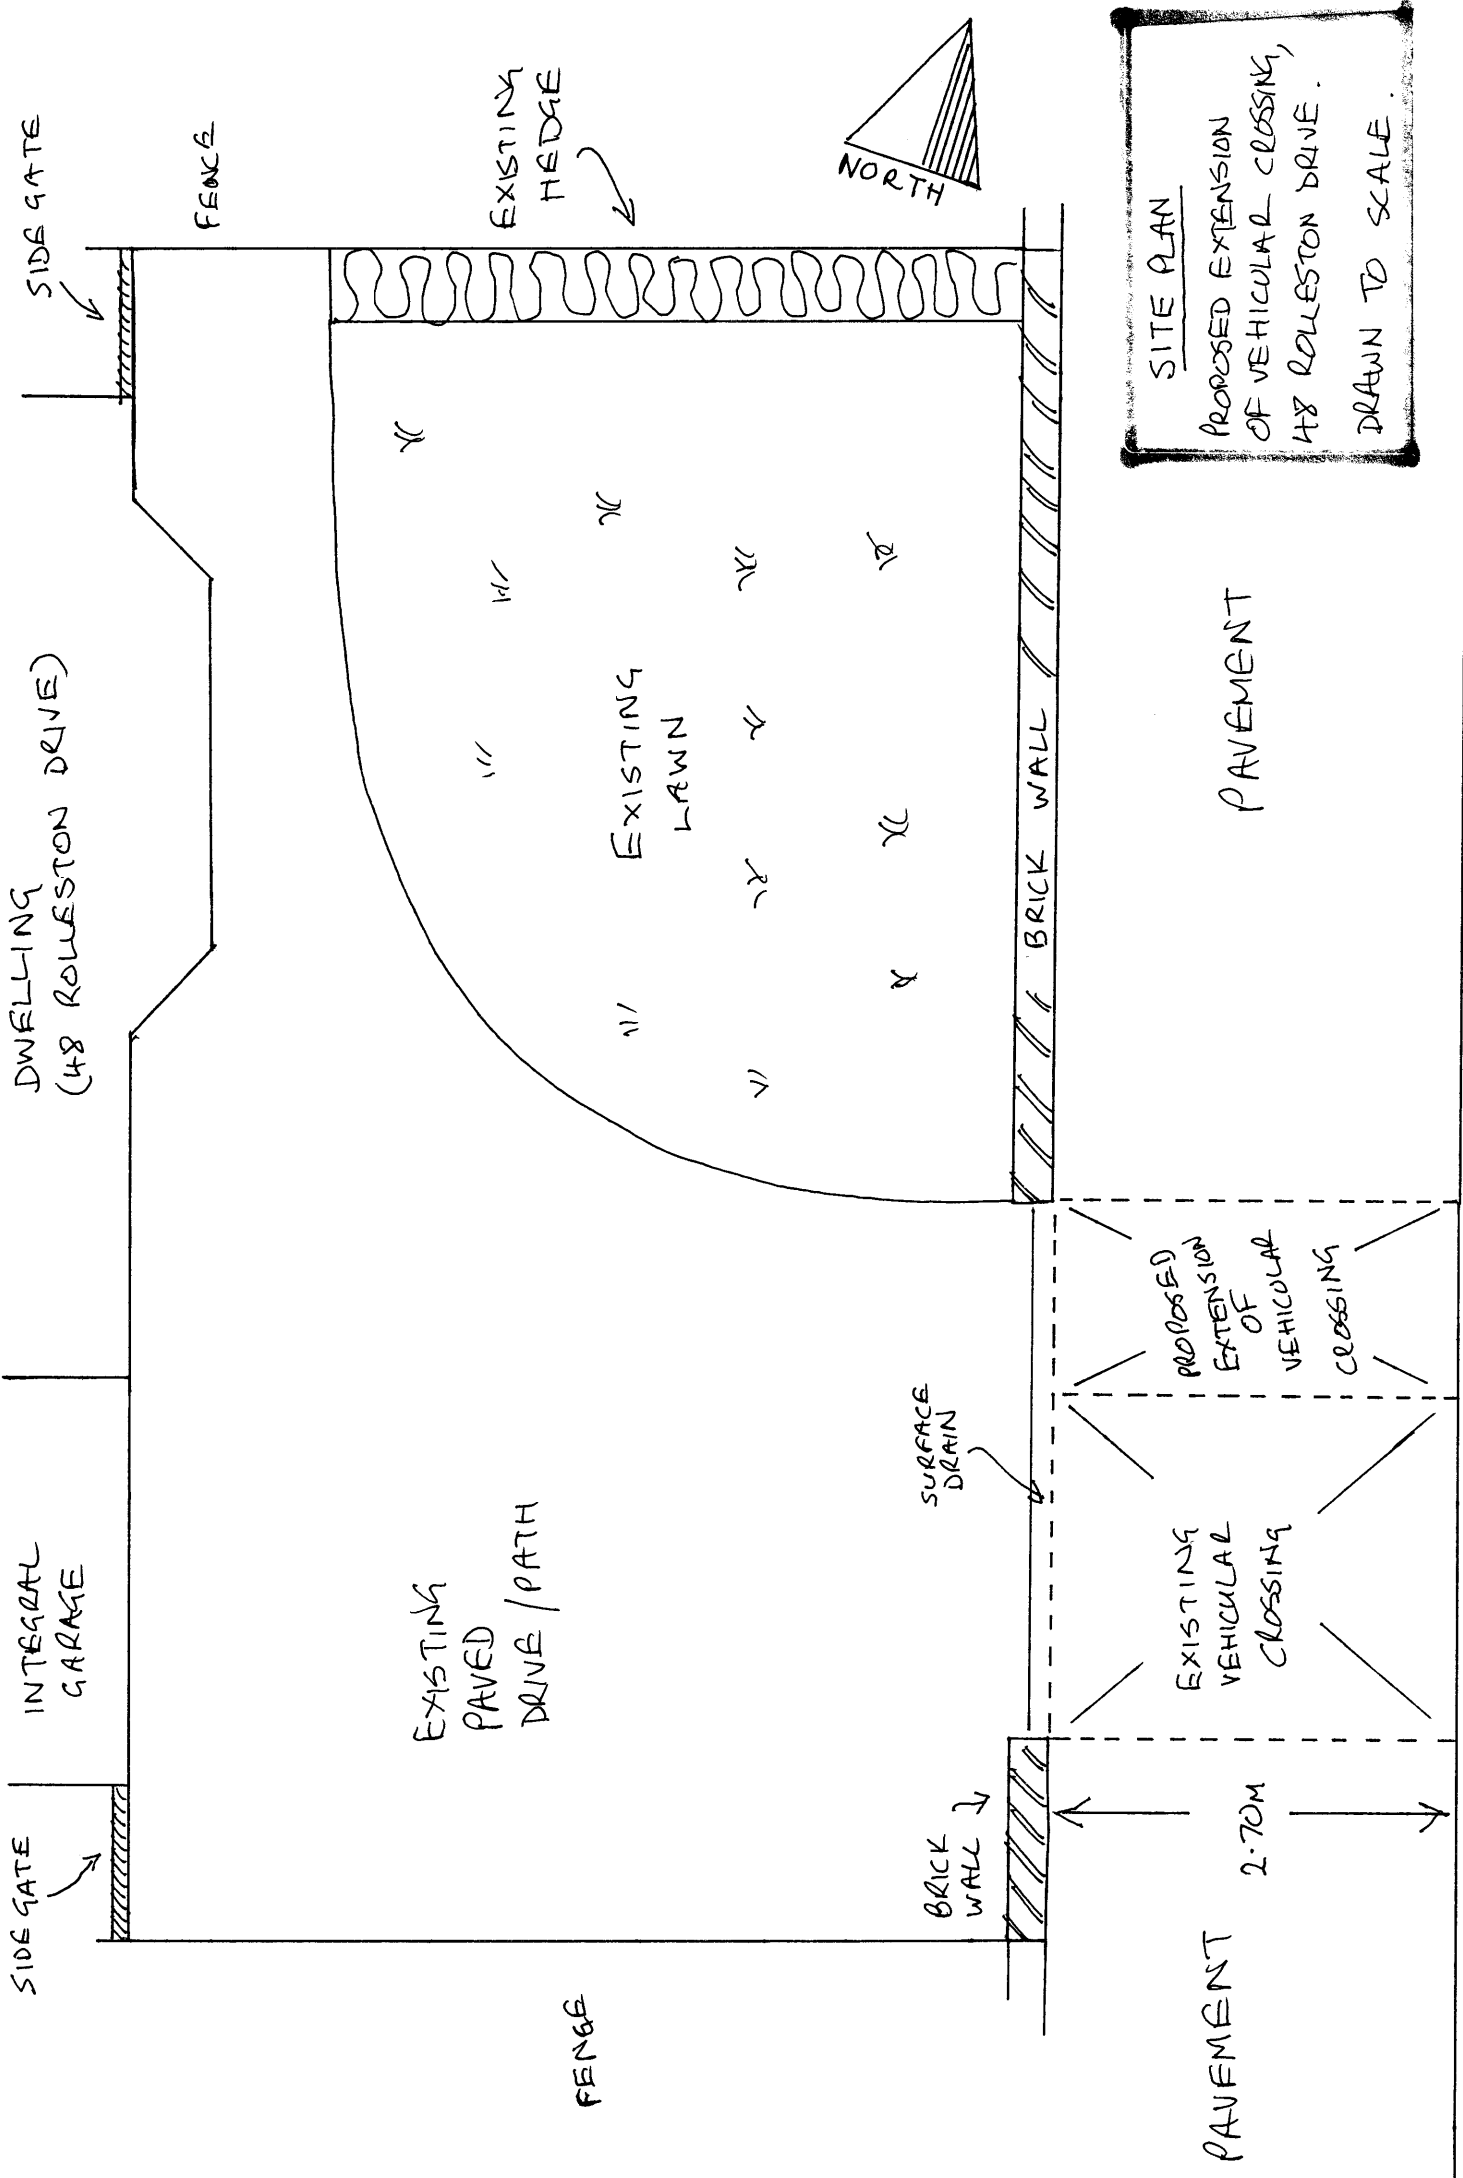 SIDE GATE
INTEGRAL
GARAGE
DWELLING
(48 ROLLESTON DRIVE)
SIDE GATE
FENCE
EXISTING
HEDGE
NORTH
EXISTING
PAVED
DRIVE / PATH
EXISTING
LAWN
FENCE
BRICK
WALL
SURFACE
DRAIN
BRICK WALL
PAVEMENT
2.70M
EXISTING
VEHICULAR
CROSSING
PROPOSED
EXTENSION
OF
VEHICULAR
CROSSING
PAVEMENT
SITE PLAN
PROPOSED EXTENSION
OF VEHICULAR CROSSING,
48 ROLLESTON DRIVE.
DRAWN TO SCALE.